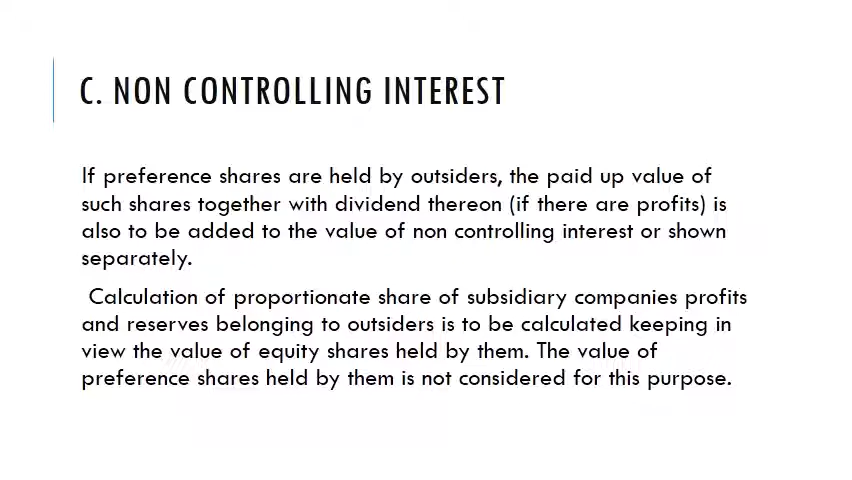 C. NON CONTROLLING INTEREST
If preference shares are held by outsiders, the paid up value of
such shares together with dividend thereon (if there are profits) is
also to be added to the value of non controlling interest or shown
separately.
Calculation of proportionate share of subsidiary companies profits
and reserves belonging to outsiders is to be calculated keeping in
view the value of equity shares held by them. The value of
preference shares held by them is not considered for this purpose.